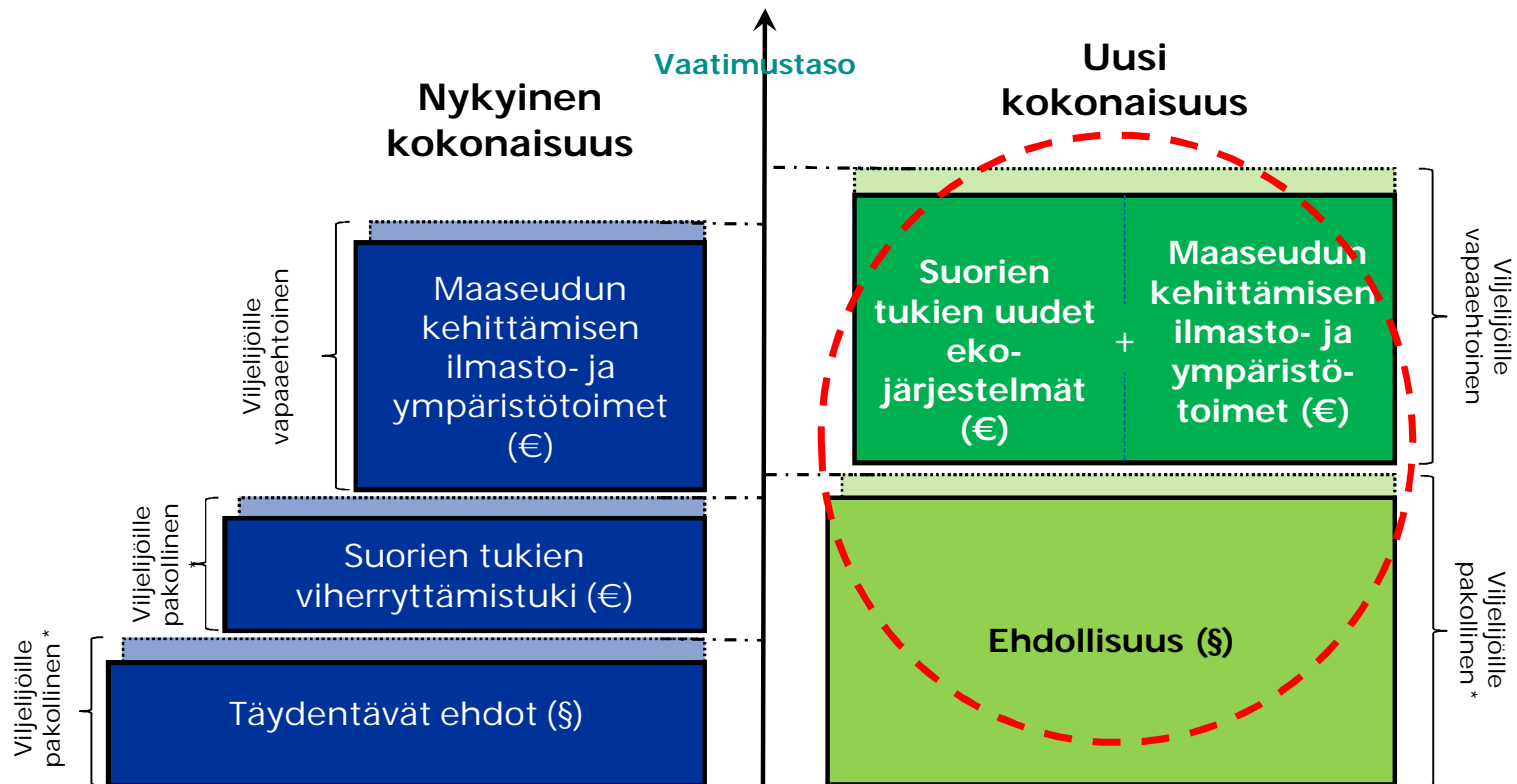 Vaatimustaso
Nykyinen
kokonaisuus
Viljelijöille
vapaaehtoinen
Maaseudun
kehittämisen
ilmasto- ja
ympäristötoimet
(€)
Viljelijöille
pakollinen *
Suorien tukien
viherryttämistuki (€)
Viljelijöille
pakollinen *
Täydentävät ehdot (§)
Uusi
kokonaisuus
Suorien
tukien uudet
eko-
järjestelmät
(€)
+
Maaseudun
kehittämisen
ilmasto- ja
ympäristö-
toimet (€)
Viljelijöille
vapaaehtoinen
Ehdollisuus (§)
Viljelijöille
pakollinen *